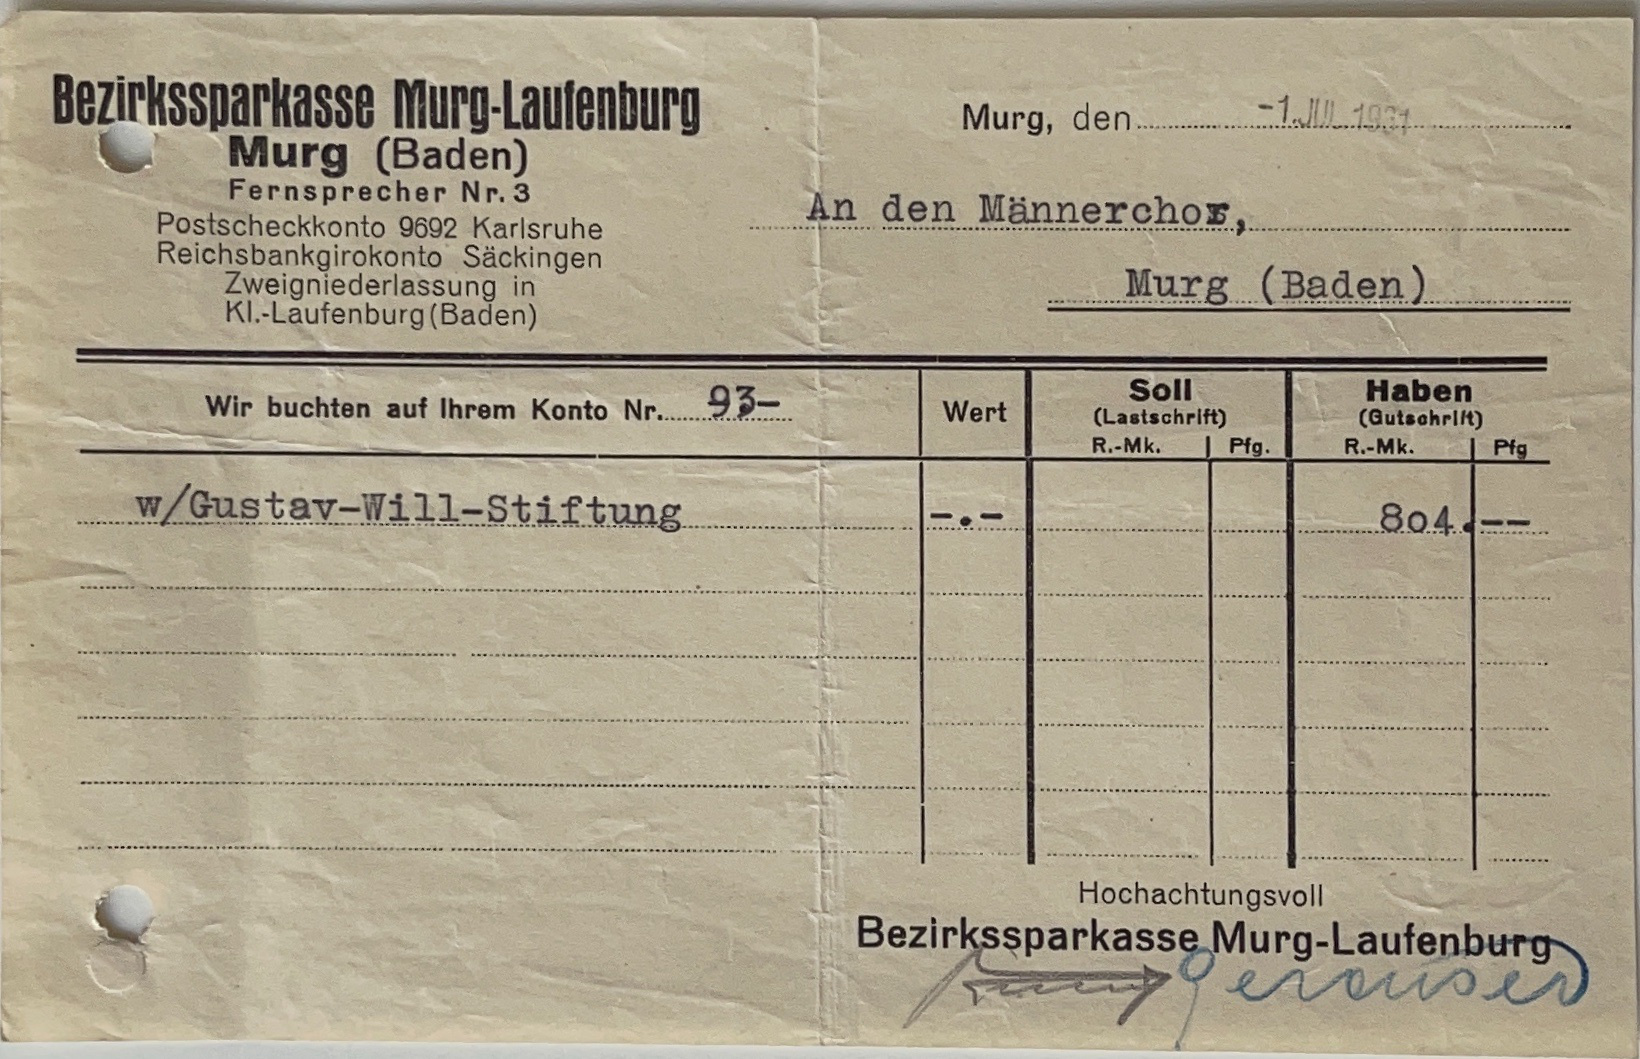 Bezirkssparkasse Murg-Laufenburg
Murg (Baden)
Fernsprecher Nr. 3
Postscheckkonto 9692 Karlsruhe
Reichsbankgirokonto Säckingen
Zweigniederlassung in
Kl.-Laufenburg (Baden)
Murg, den -1. JUL 1931
An den Männerchor,
Murg (Baden)
Wir buchten auf Ihrem Konto Nr. 93-
Wert
Soll
(Lastschrift)
R.-Mk. Pfg.
Haben
(Gutschrift)
R.-Mk. Pfg
w/Gustav-Will-Stiftung -.- 804.--
Hochachtungsvoll
Bezirkssparkasse Murg-Laufenburg